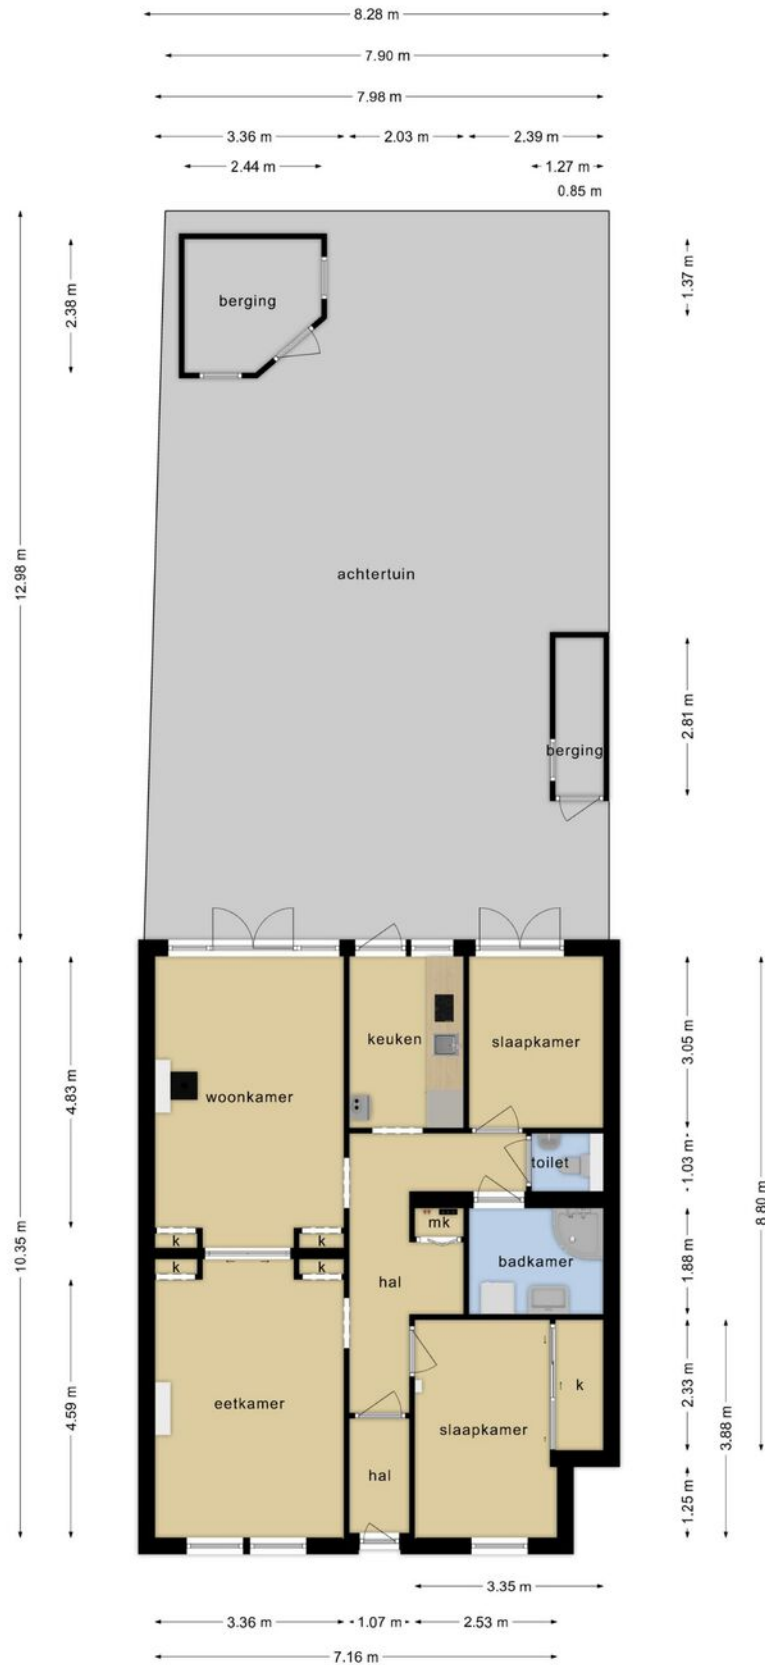 8.28 m
7.90 m
7.98 m
3.36 m 2.03 m 2.39 m
2.44 m 1.27 m
0.85 m
2.38 m
1.37 m
berging
12.98 m
achtertuin
2.81 m
berging
keuken
slaapkamer
3.05 m
woonkamer
4.83 m
toilet
1.03 m
8.80 m
10.35 m
mk
k k
k k
badkamer
1.88 m
hal
eetkamer
4.59 m
k
2.33 m
slaapkamer
3.88 m
hal
1.25 m
3.35 m
3.36 m 1.07 m 2.53 m
7.16 m